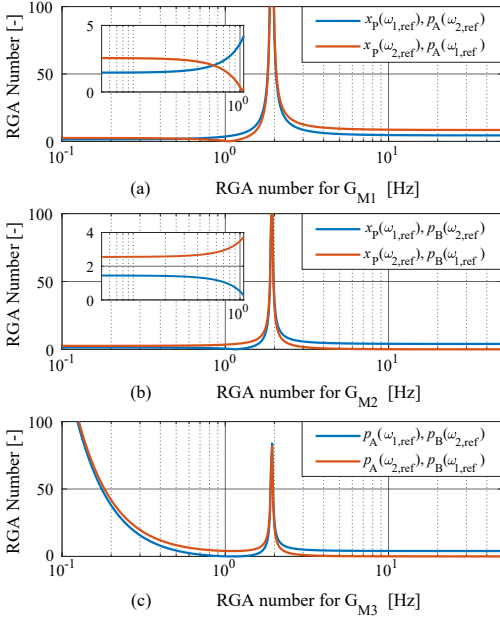 RGA Number [-]
100
50
0
5
0
10^0
x_P(ω_1,ref), p_A(ω_2,ref)
x_P(ω_2,ref), p_A(ω_1,ref)
10^-1
10^0
10^1
(a) RGA number for G_M1 [Hz]
RGA Number [-]
100
50
0
4
2
0
10^0
x_P(ω_1,ref), p_B(ω_2,ref)
x_P(ω_2,ref), p_B(ω_1,ref)
10^-1
10^0
10^1
(b) RGA number for G_M2 [Hz]
RGA Number [-]
100
50
0
p_A(ω_1,ref), p_B(ω_2,ref)
p_A(ω_2,ref), p_B(ω_1,ref)
10^-1
10^0
10^1
(c) RGA number for G_M3 [Hz]